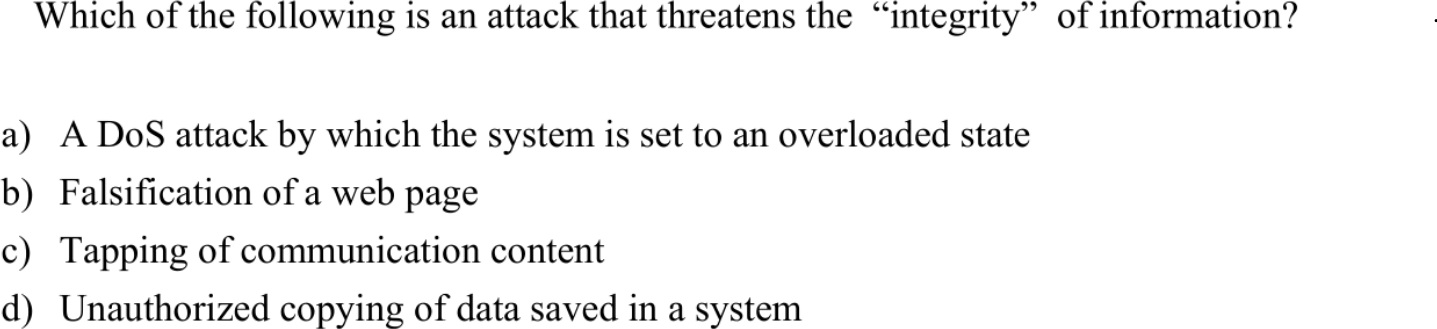 Which of the following is an attack that threatens the “integrity” of information?
a) A DoS attack by which the system is set to an overloaded state
b) Falsification of a web page
c) Tapping of communication content
d) Unauthorized copying of data saved in a system